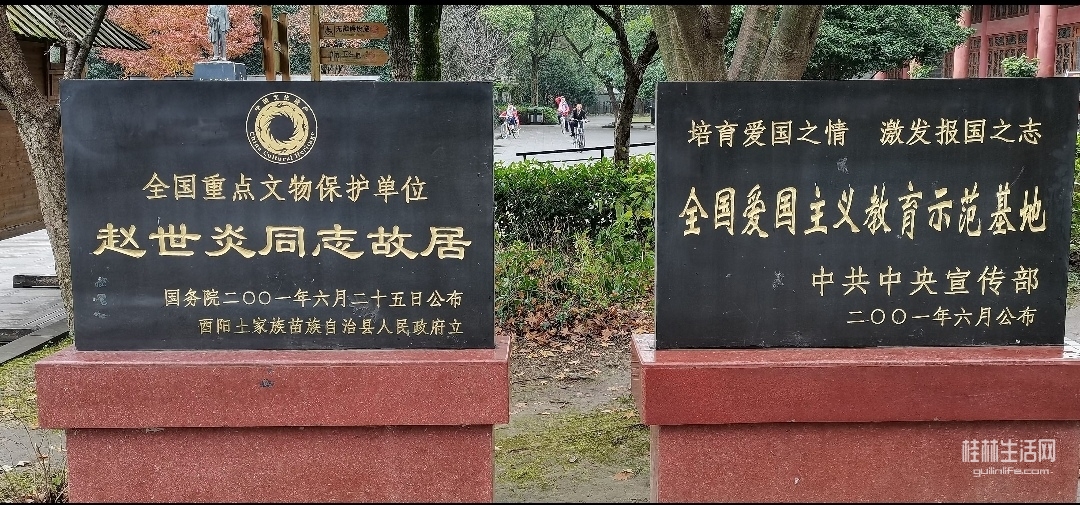 全国重点文物保护单位
赵世炎同志故居
国务院二〇〇一年六月二十五日公布
酉阳土家族苗族自治县人民政府立
培育爱国之情 激发报国之志
全国爱国主义教育示范基地
中共中央宣传部
二〇〇一年六月公布
桂林生活网
guilinlife.com